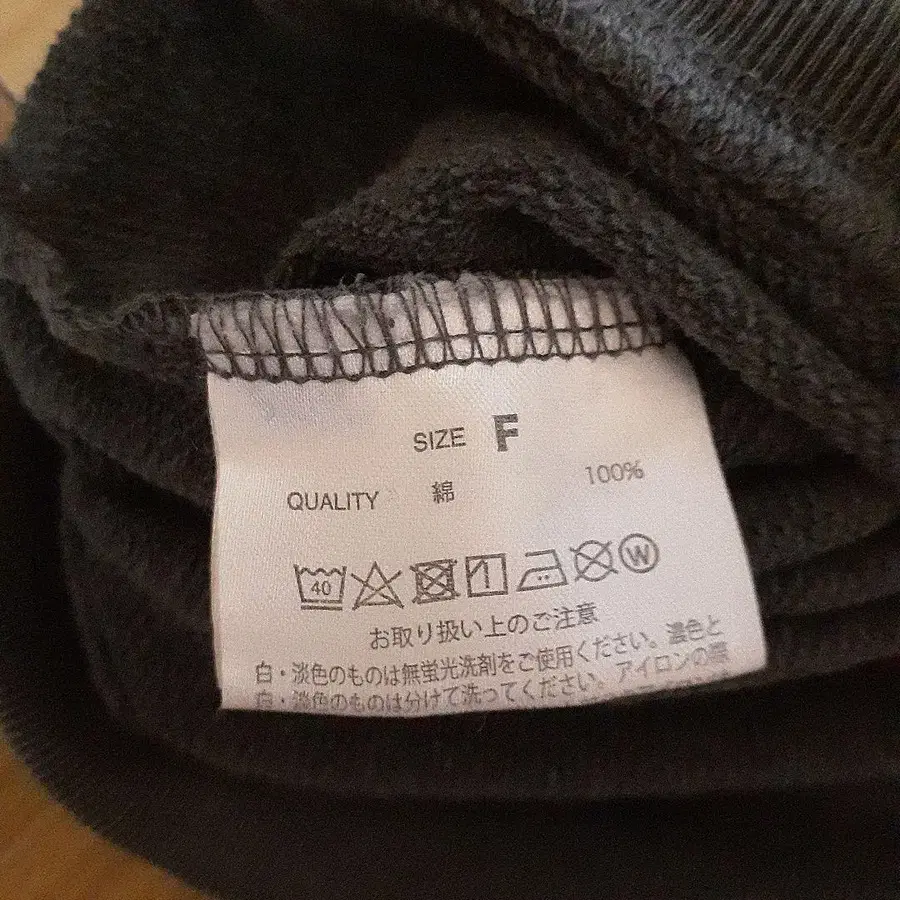 SIZE F
QUALITY 綿 100%
40 W
お取り扱い上のご注意
白・淡色のものは無蛍光洗剤をご使用ください。濃色と
白・淡色のものは分けて洗ってください。アイロンの際